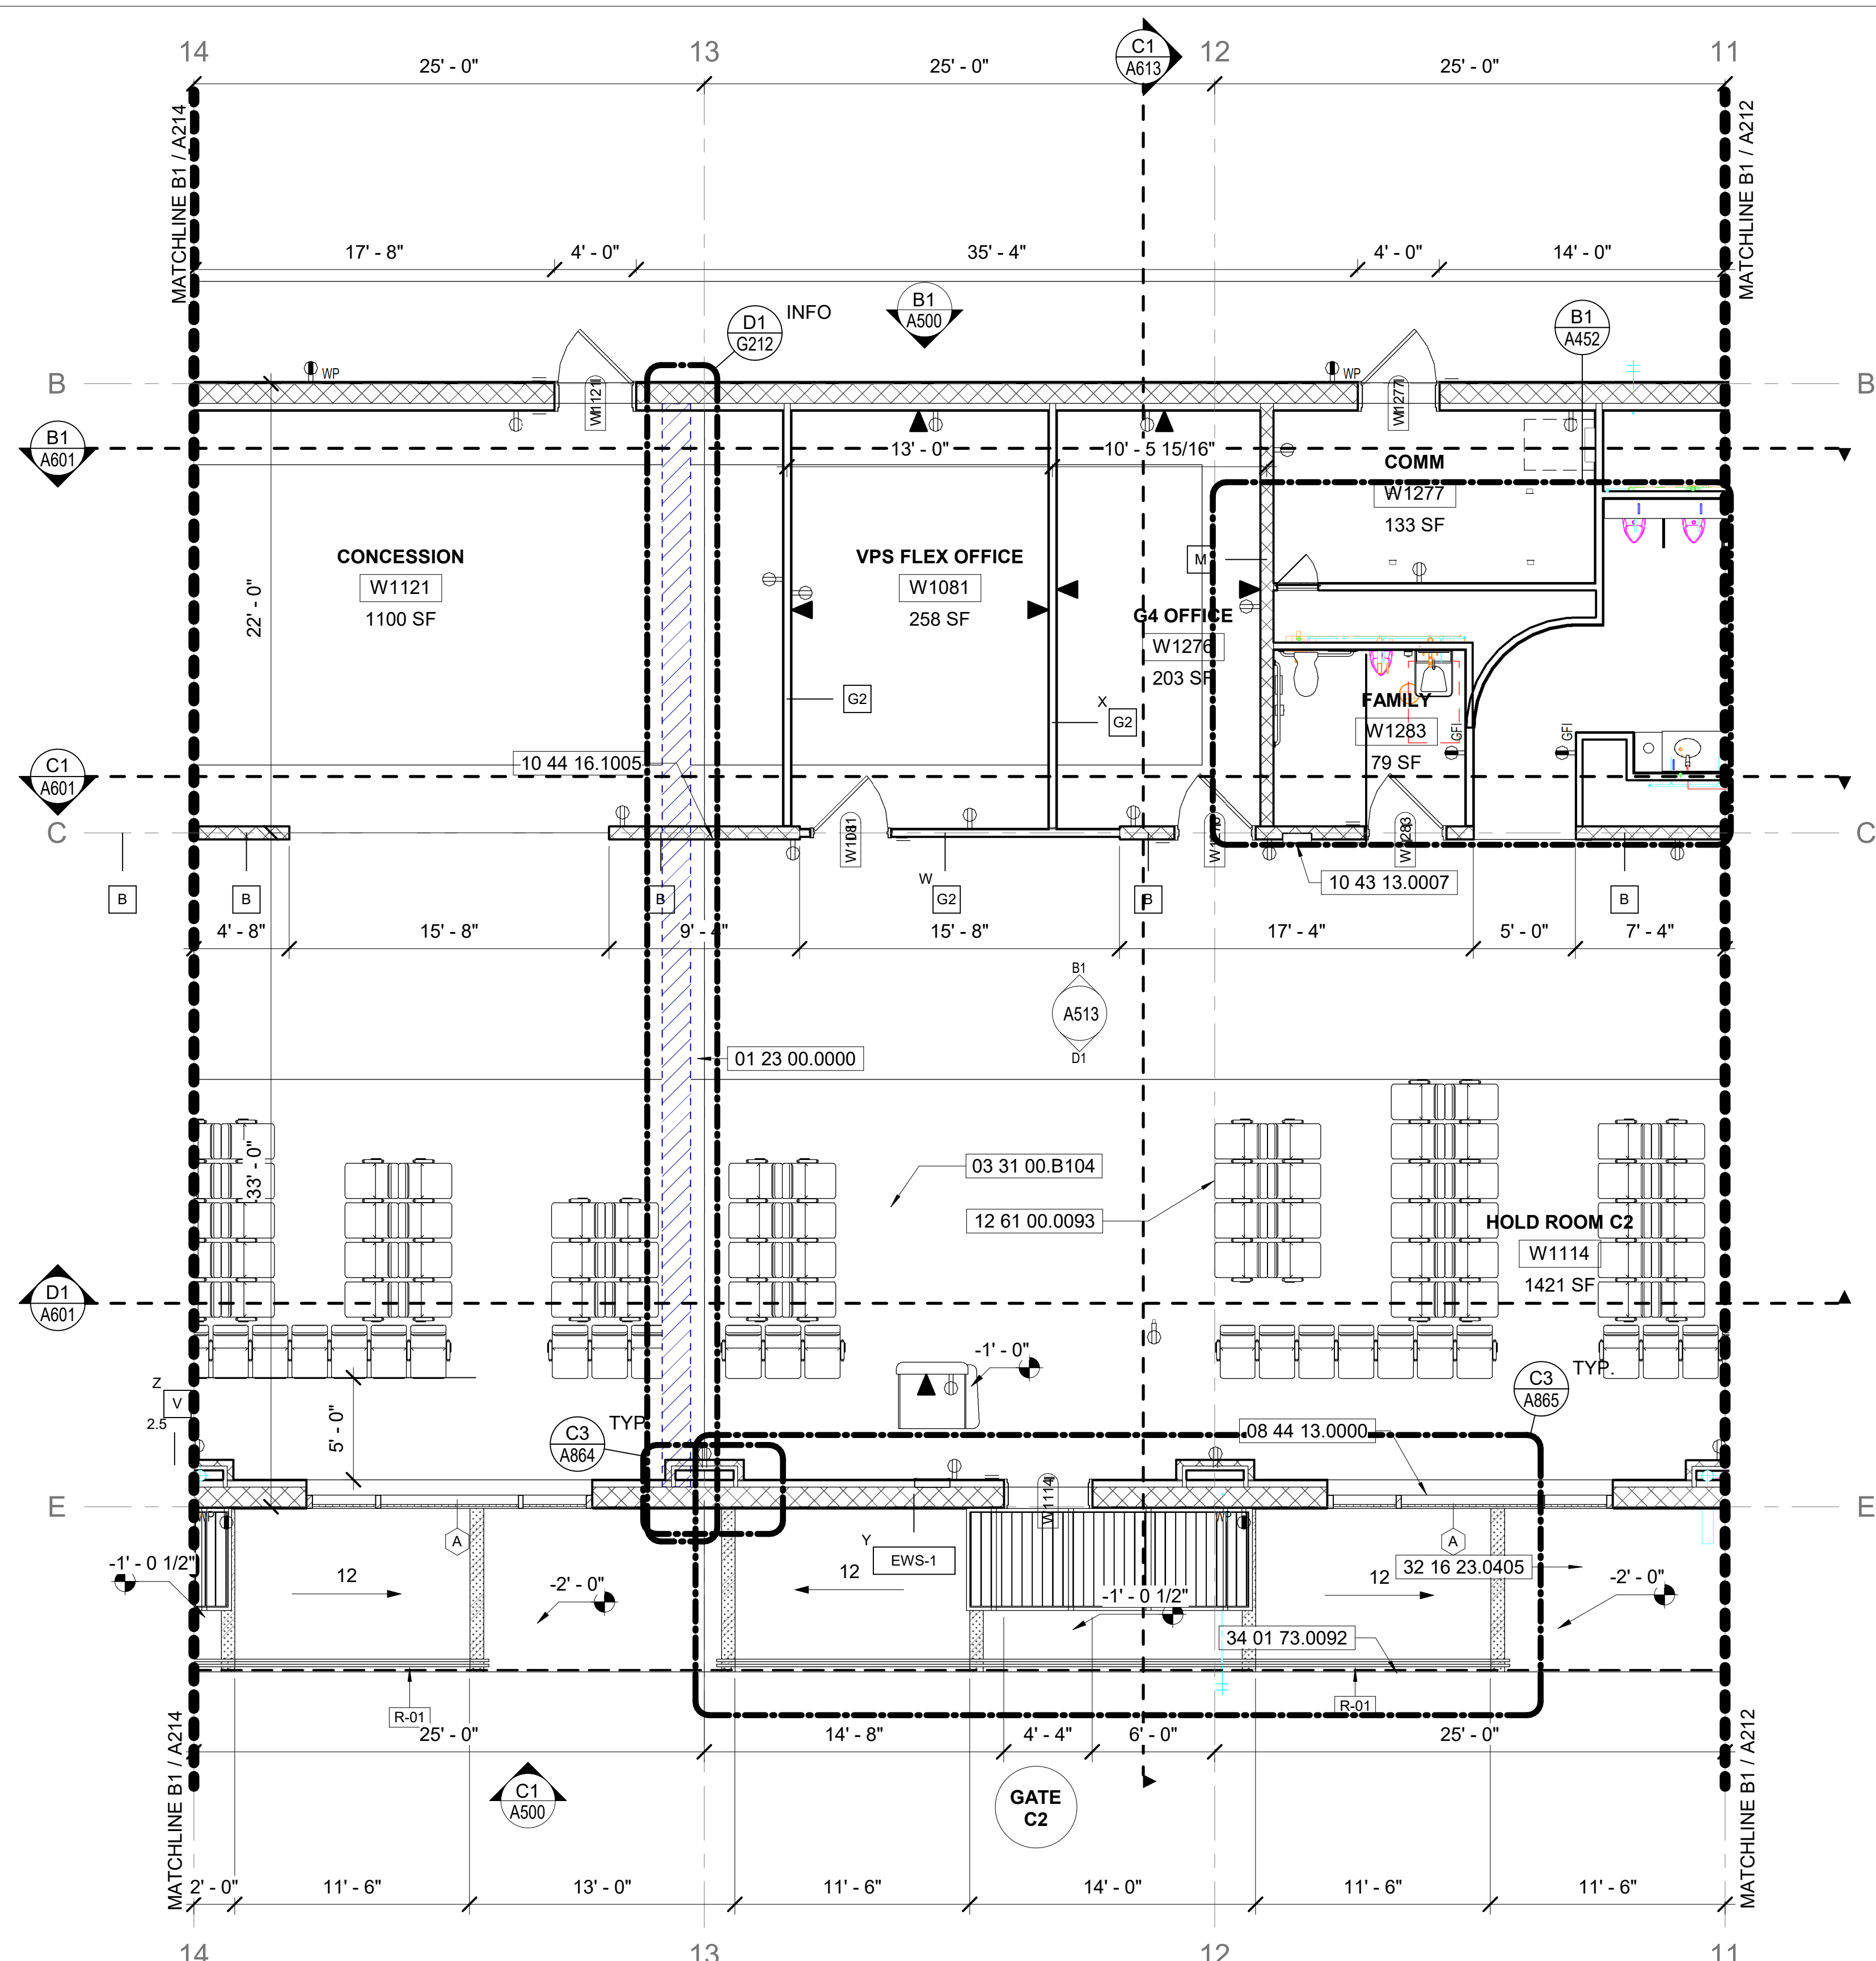 14
13
12
11
C1
A613
25' - 0"
25' - 0"
25' - 0"
MATCHLINE B1 / A214
MATCHLINE B1 / A212
17' - 8"
4' - 0"
35' - 4"
4' - 0"
14' - 0"
D1
G212
INFO
B1
A500
B1
A452
B
B
WP
WP
W1121
W1277
B1
A601
13' - 0"
10' - 5 15/16"
COMM
W1277
133 SF
CONCESSION
W1121
1100 SF
VPS FLEX OFFICE
W1081
258 SF
M
G4 OFFICE
W1276
203 SF
22' - 0"
G2
X
G2
FAMILY
W1283
79 SF
GFI
GFI
10 44 16.1005
C1
A601
C
C
W1081
W1283
10 43 13.0007
B
B
B
W
G2
B
B
4' - 8"
15' - 8"
9' - 4"
15' - 8"
17' - 4"
5' - 0"
7' - 4"
B1
A513
D1
01 23 00.0000
33' - 0"
03 31 00.B104
12 61 00.0093
HOLD ROOM C2
W1114
1421 SF
D1
A601
-1' - 0"
Z
V
2.5
5' - 0"
C3
A864
TYP
C3
A865
TYP.
08 44 13.0000
E
E
WP
WP
W1114
A
A
Y
EWS-1
-1' - 0 1/2"
12
-2' - 0"
12
-1' - 0 1/2"
12
32 16 23.0405
-2' - 0"
34 01 73.0092
R-01
R-01
25' - 0"
14' - 8"
4' - 4"
6' - 0"
25' - 0"
MATCHLINE B1 / A214
MATCHLINE B1 / A212
C1
A500
GATE
C2
2' - 0"
11' - 6"
13' - 0"
11' - 6"
14' - 0"
11' - 6"
11' - 6"
14
13
12
11